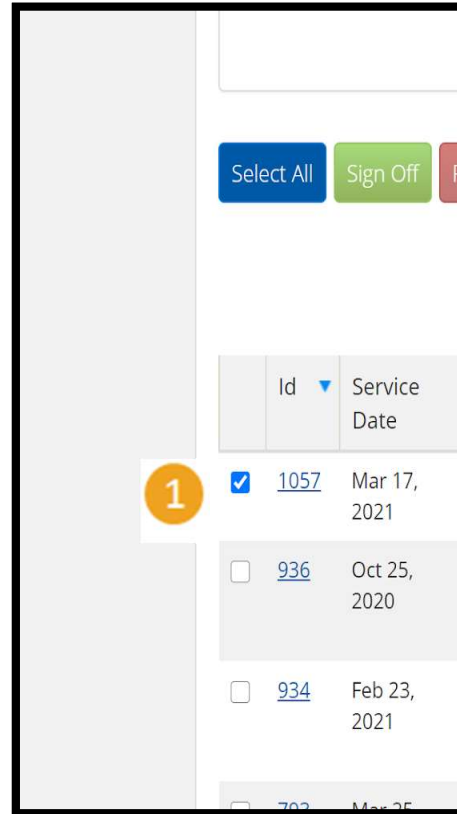 Select All Sign Off
Id Service
Date
1 1057 Mar 17,
2021
936 Oct 25,
2020
934 Feb 23,
2021